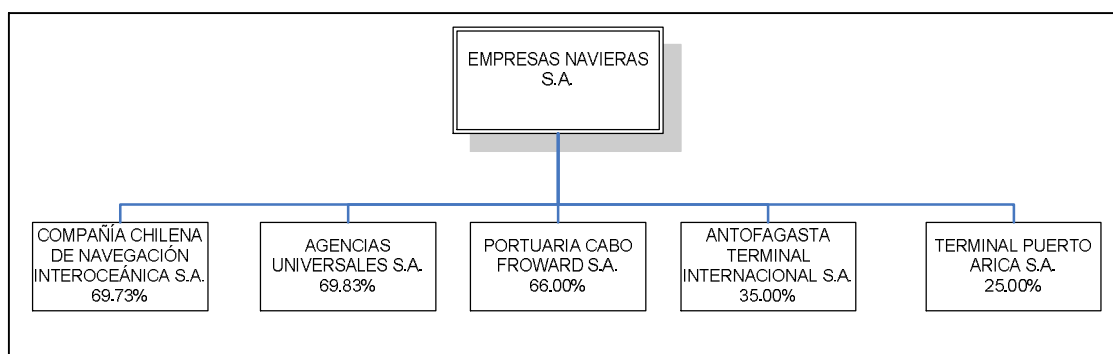 EMPRESAS NAVIERAS
S.A.
COMPAÑÍA CHILENA
DE NAVEGACIÓN
INTEROCEÁNICA S.A.
69.73%
AGENCIAS
UNIVERSALES S.A.
69.83%
PORTUARIA CABO
FROWARD S.A.
66.00%
ANTOFAGASTA
TERMINAL
INTERNACIONAL S.A.
35.00%
TERMINAL PUERTO
ARICA S.A.
25.00%